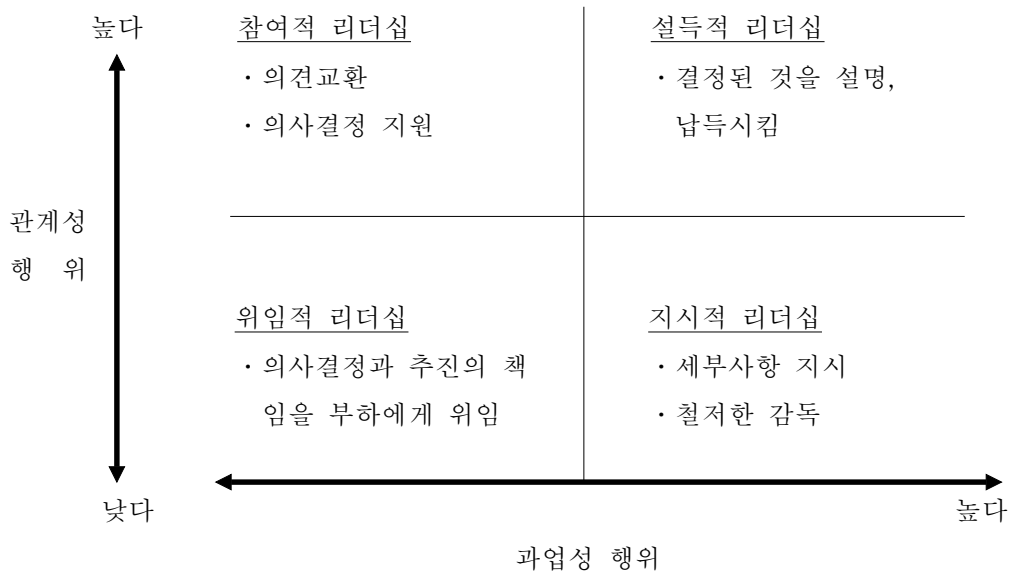 높다
참여적 리더십
· 의견교환
· 의사결정 지원
설득적 리더십
· 결정된 것을 설명,
납득시킴
관계성
행 위
위임적 리더십
· 의사결정과 추진의 책
임을 부하에게 위임
지시적 리더십
· 세부사항 지시
· 철저한 감독
낮다
높다
과업성 행위